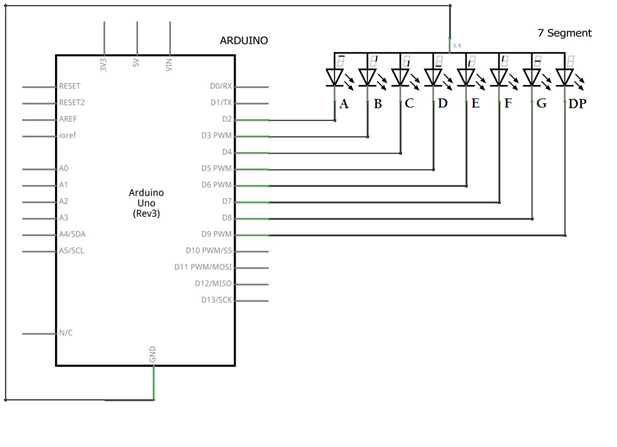 7 Segment
ARDUINO
3V3
5V
VIN
3, 8
A B C D E F G DP
RESET
RESET2
AREF
ioref
A0
A1
A2
A3
A4/SDA
A5/SCL
N/C
Arduino
Uno
(Rev3)
D0/RX
D1/TX
D2
D3 PWM
D4
D5 PWM
D6 PWM
D7
D8
D9 PWM
D10 PWM/SS
D11 PWM/MOSI
D12/MISO
D13/SCK
GND